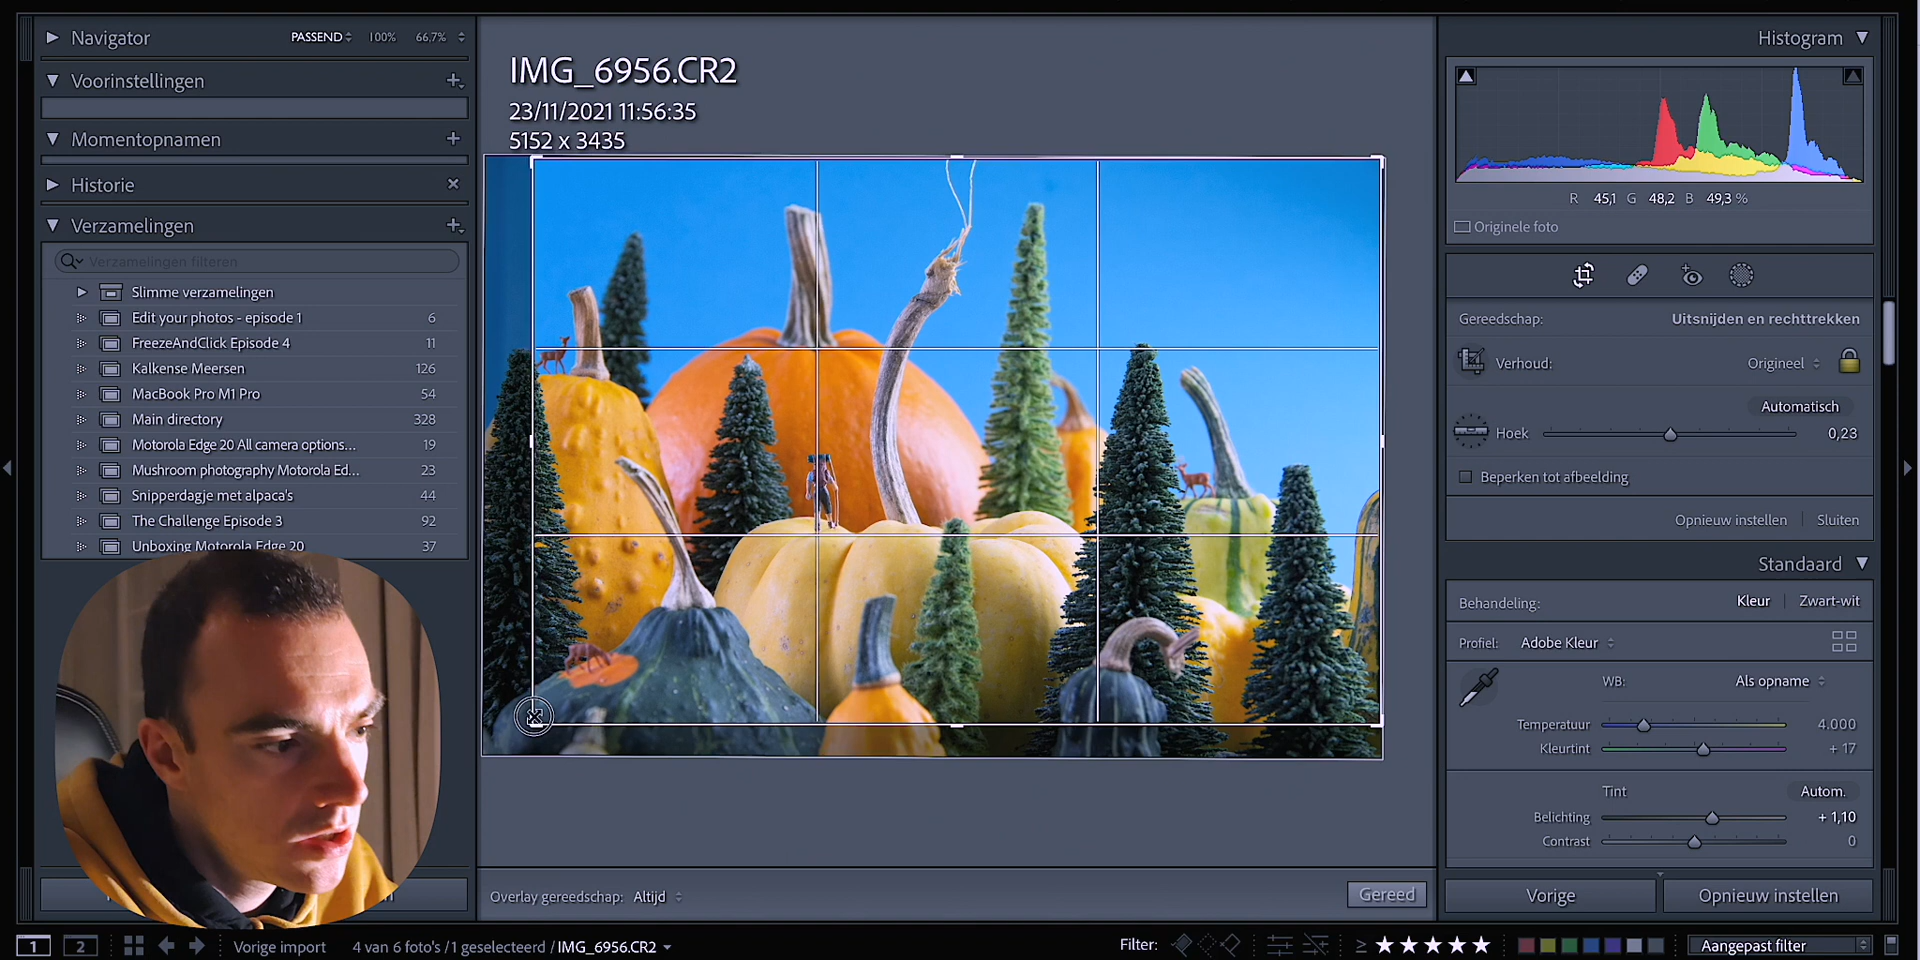 Navigator PASSEND 100% 66,7%
Voorinstellingen
Momentopnamen
Historie
Verzamelingen
Verzamelingen filteren
Slimme verzamelingen
Edit your photos - episode 1 6
FreezeAndClick Episode 4 11
Kalkense Meersen 126
MacBook Pro M1 Pro 54
Main directory 328
Motorola Edge 20 All camera options... 19
Mushroom photography Motorola Ed... 23
Snipperdagje met alpaca's 44
The Challenge Episode 3 92
Unboxing Motorola Edge 20 37
IMG_6956.CR2
23/11/2021 11:56:35
5152 x 3435
Overlay gereedschap: Altijd
Gereed
Histogram
R 45,1 G 48,2 B 49,3 %
Originele foto
Gereedschap: Uitsnijden en rechttrekken
Verhoud: Origineel
Automatisch
Hoek 0,23
Beperken tot afbeelding
Opnieuw instellen Sluiten
Standaard
Behandeling: Kleur Zwart-wit
Profiel: Adobe Kleur
WB: Als opname
Temperatuur 4.000
Kleurtint + 17
Tint Autom.
Belichting + 1,10
Contrast 0
Vorige Opnieuw instellen
1 2 Vorige import 4 van 6 foto's /1 geselecteerd / IMG_6956.CR2 Filter: ≥ ★★★★★ Aangepast filter